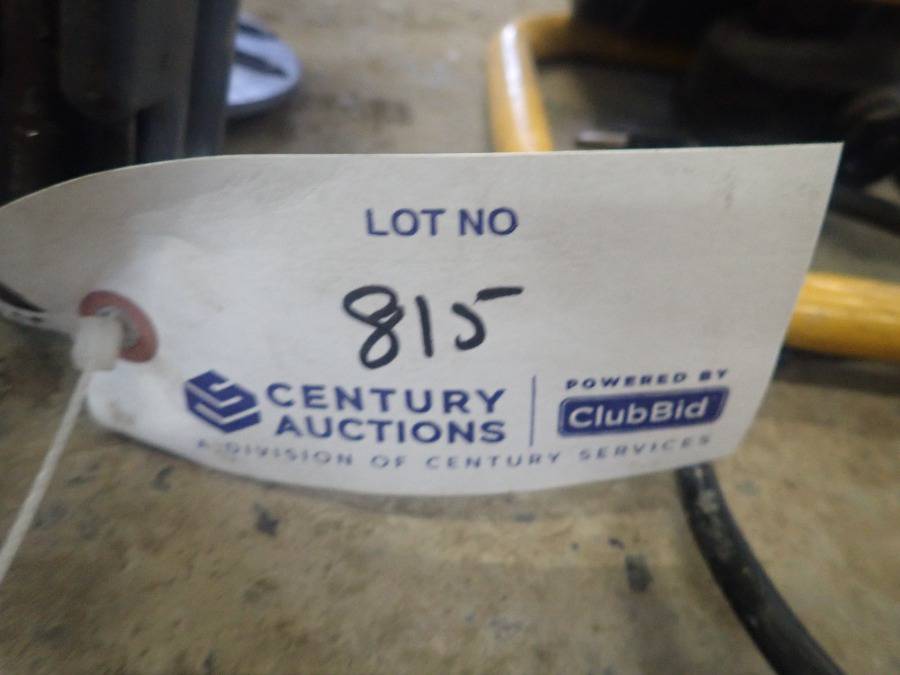 LOT NO
815
CENTURY
AUCTIONS
POWERED BY
ClubBid
A DIVISION OF CENTURY SERVICES